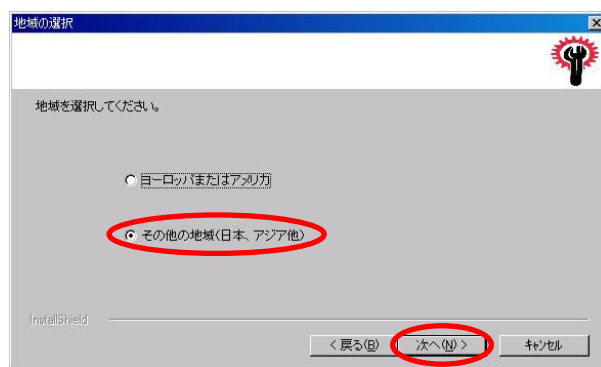 地域の選択
地域を選択してください。
ヨーロッパまたはアメリカ
その他の地域(日本、アジア他)
InstallShield
< 戻る(B) 次へ(N) > キャンセル